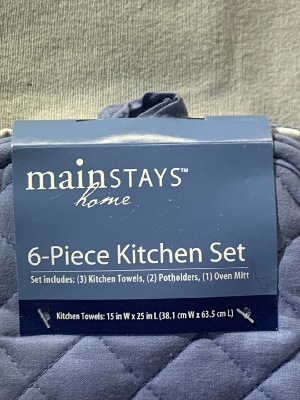 mainSTAYS™
home
6-Piece Kitchen Set
Set includes: (3) Kitchen Towels, (2) Potholders, (1) Oven Mitt
Kitchen Towels: 15 in W x 25 in L (38.1 cm W x 63.5 cm L)